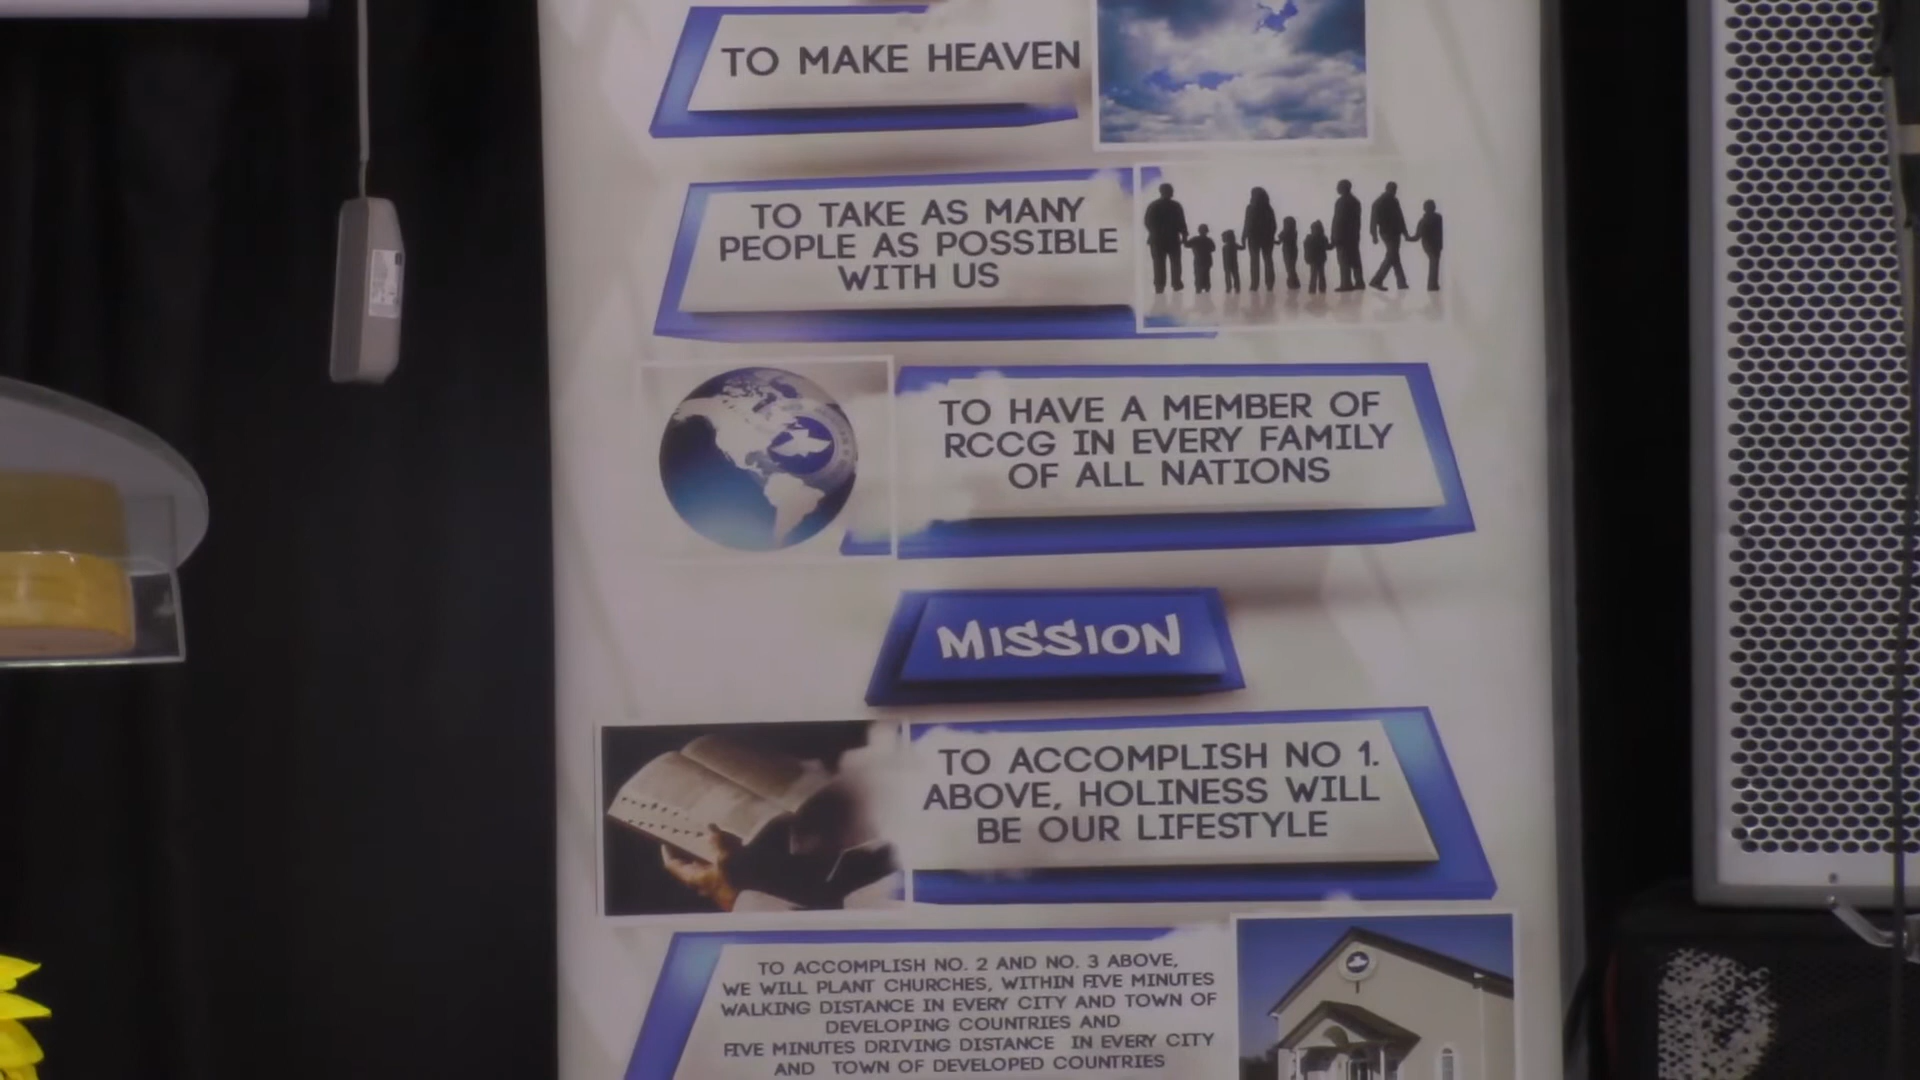 TO MAKE HEAVEN
TO TAKE AS MANY
PEOPLE AS POSSIBLE
WITH US
TO HAVE A MEMBER OF
RCCG IN EVERY FAMILY
OF ALL NATIONS
MISSION
TO ACCOMPLISH NO 1.
ABOVE, HOLINESS WILL
BE OUR LIFESTYLE
TO ACCOMPLISH NO. 2 AND NO. 3 ABOVE,
WE WILL PLANT CHURCHES, WITHIN FIVE MINUTES
WALKING DISTANCE IN EVERY CITY AND TOWN OF
DEVELOPING COUNTRIES AND
FIVE MINUTES DRIVING DISTANCE IN EVERY CITY
AND TOWN OF DEVELOPED COUNTRIES